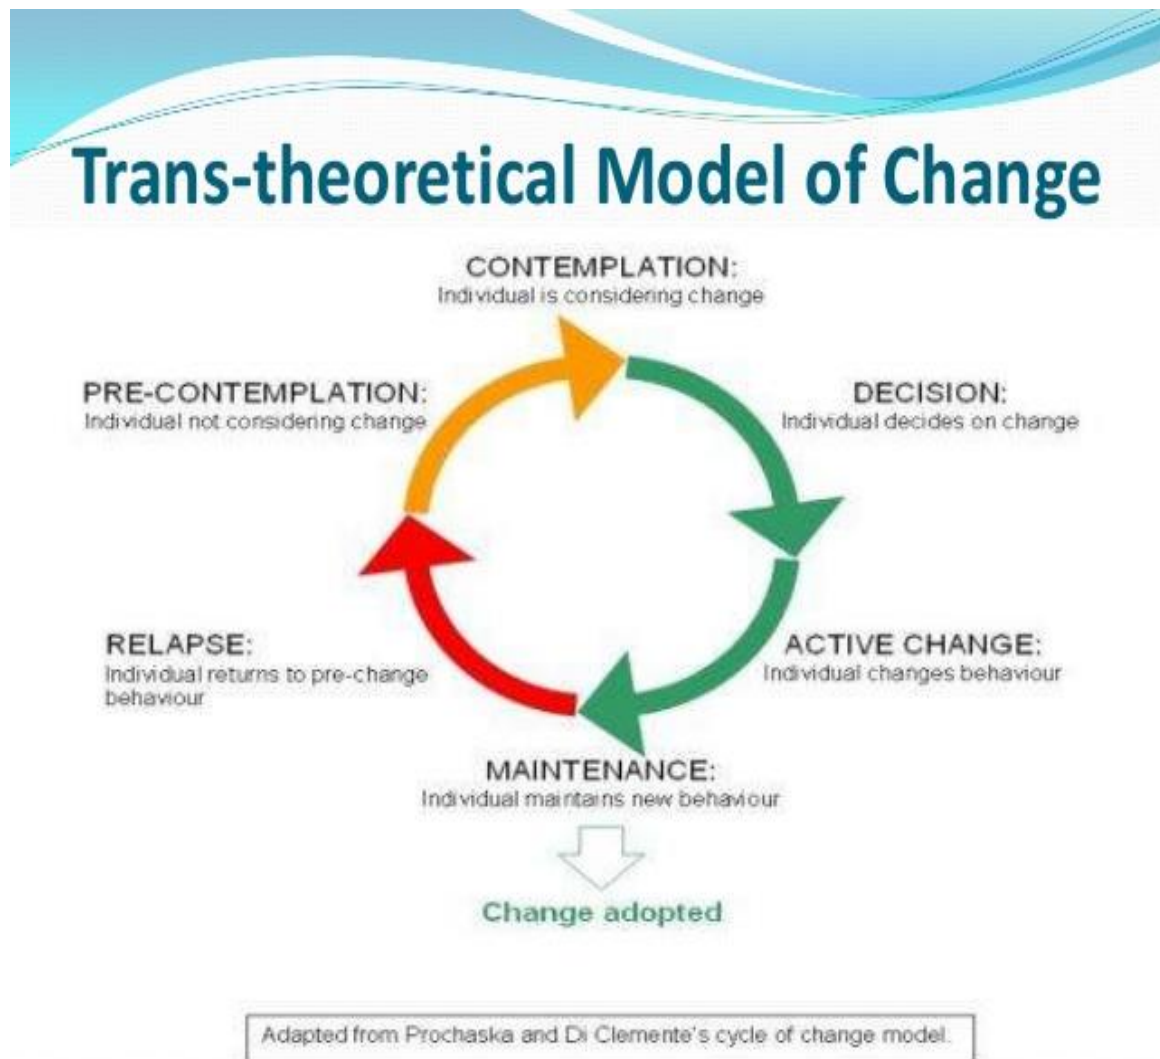 Trans-theoretical Model of Change
CONTEMPLATION:
Individual is considering change
PRE-CONTEMPLATION:
Individual not considering change
DECISION:
Individual decides on change
RELAPSE:
Individual returns to pre-change
behaviour
ACTIVE CHANGE:
Individual changes behaviour
MAINTENANCE:
Individual maintains new behaviour
Change adopted
Adapted from Prochaska and Di Clemente's cycle of change model.